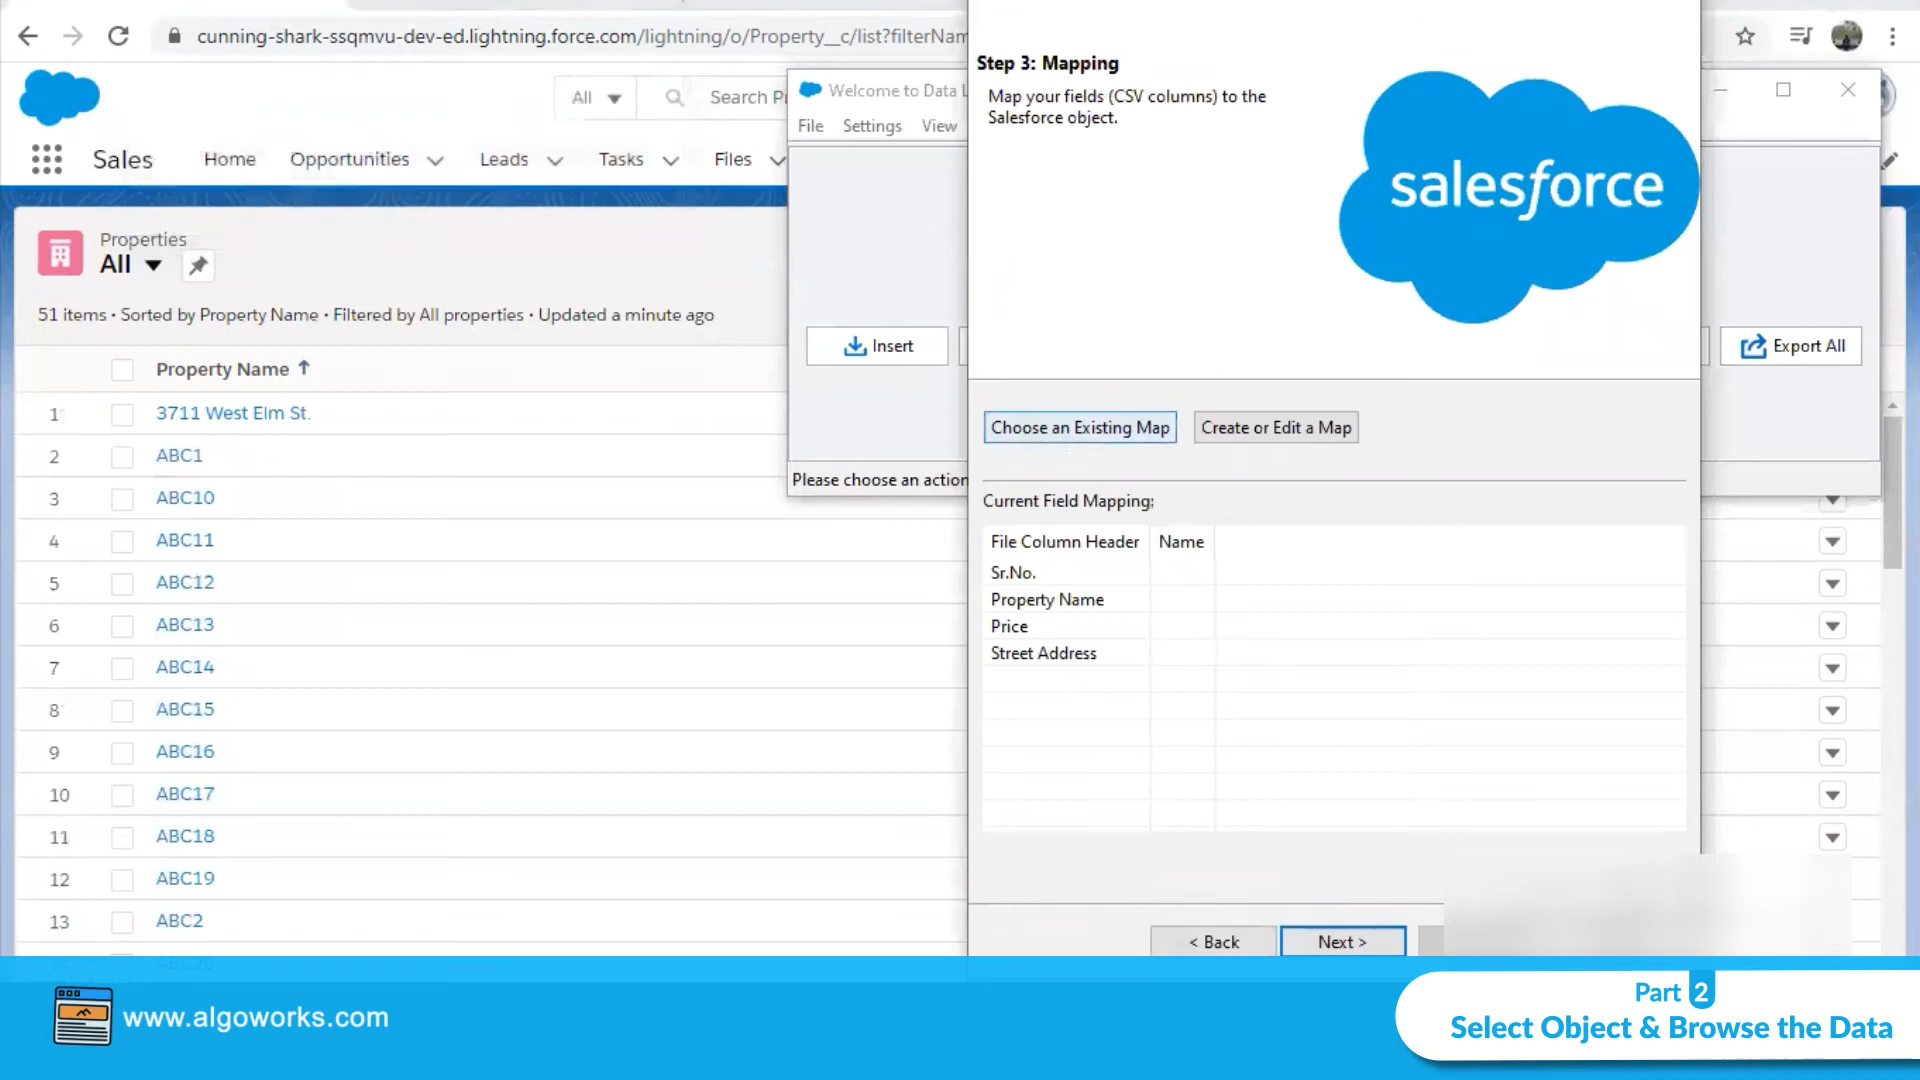 cunning-shark-ssqmvu-dev-ed.lightning.force.com/lightning/o/Property__c/list?filterNam
All
Search P
Sales
Home
Opportunities
Leads
Tasks
Files
Properties
All
51 items • Sorted by Property Name • Filtered by All properties • Updated a minute ago
Property Name
1 3711 West Elm St.
2 ABC1
3 ABC10
4 ABC11
5 ABC12
6 ABC13
7 ABC14
8 ABC15
9 ABC16
10 ABC17
11 ABC18
12 ABC19
13 ABC2
Welcome to Data L
File Settings View
Insert
Export All
Please choose an action
Step 3: Mapping
Map your fields (CSV columns) to the
Salesforce object.
salesforce
Choose an Existing Map
Create or Edit a Map
Current Field Mapping:
File Column Header Name
Sr.No.
Property Name
Price
Street Address
< Back
Next >
www.algoworks.com
Part 2
Select Object & Browse the Data